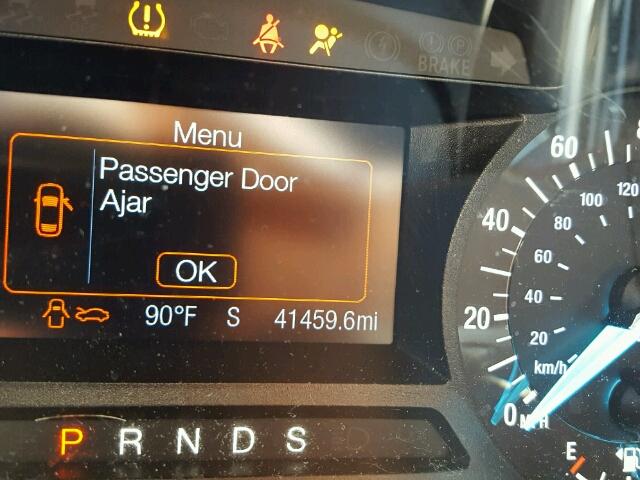 BRAKE
Menu
Passenger Door
Ajar
OK
90°F S 41459.6mi
P R N D S
60
40
20
0 MPH
120
100
80
60
40
20
km/h
E